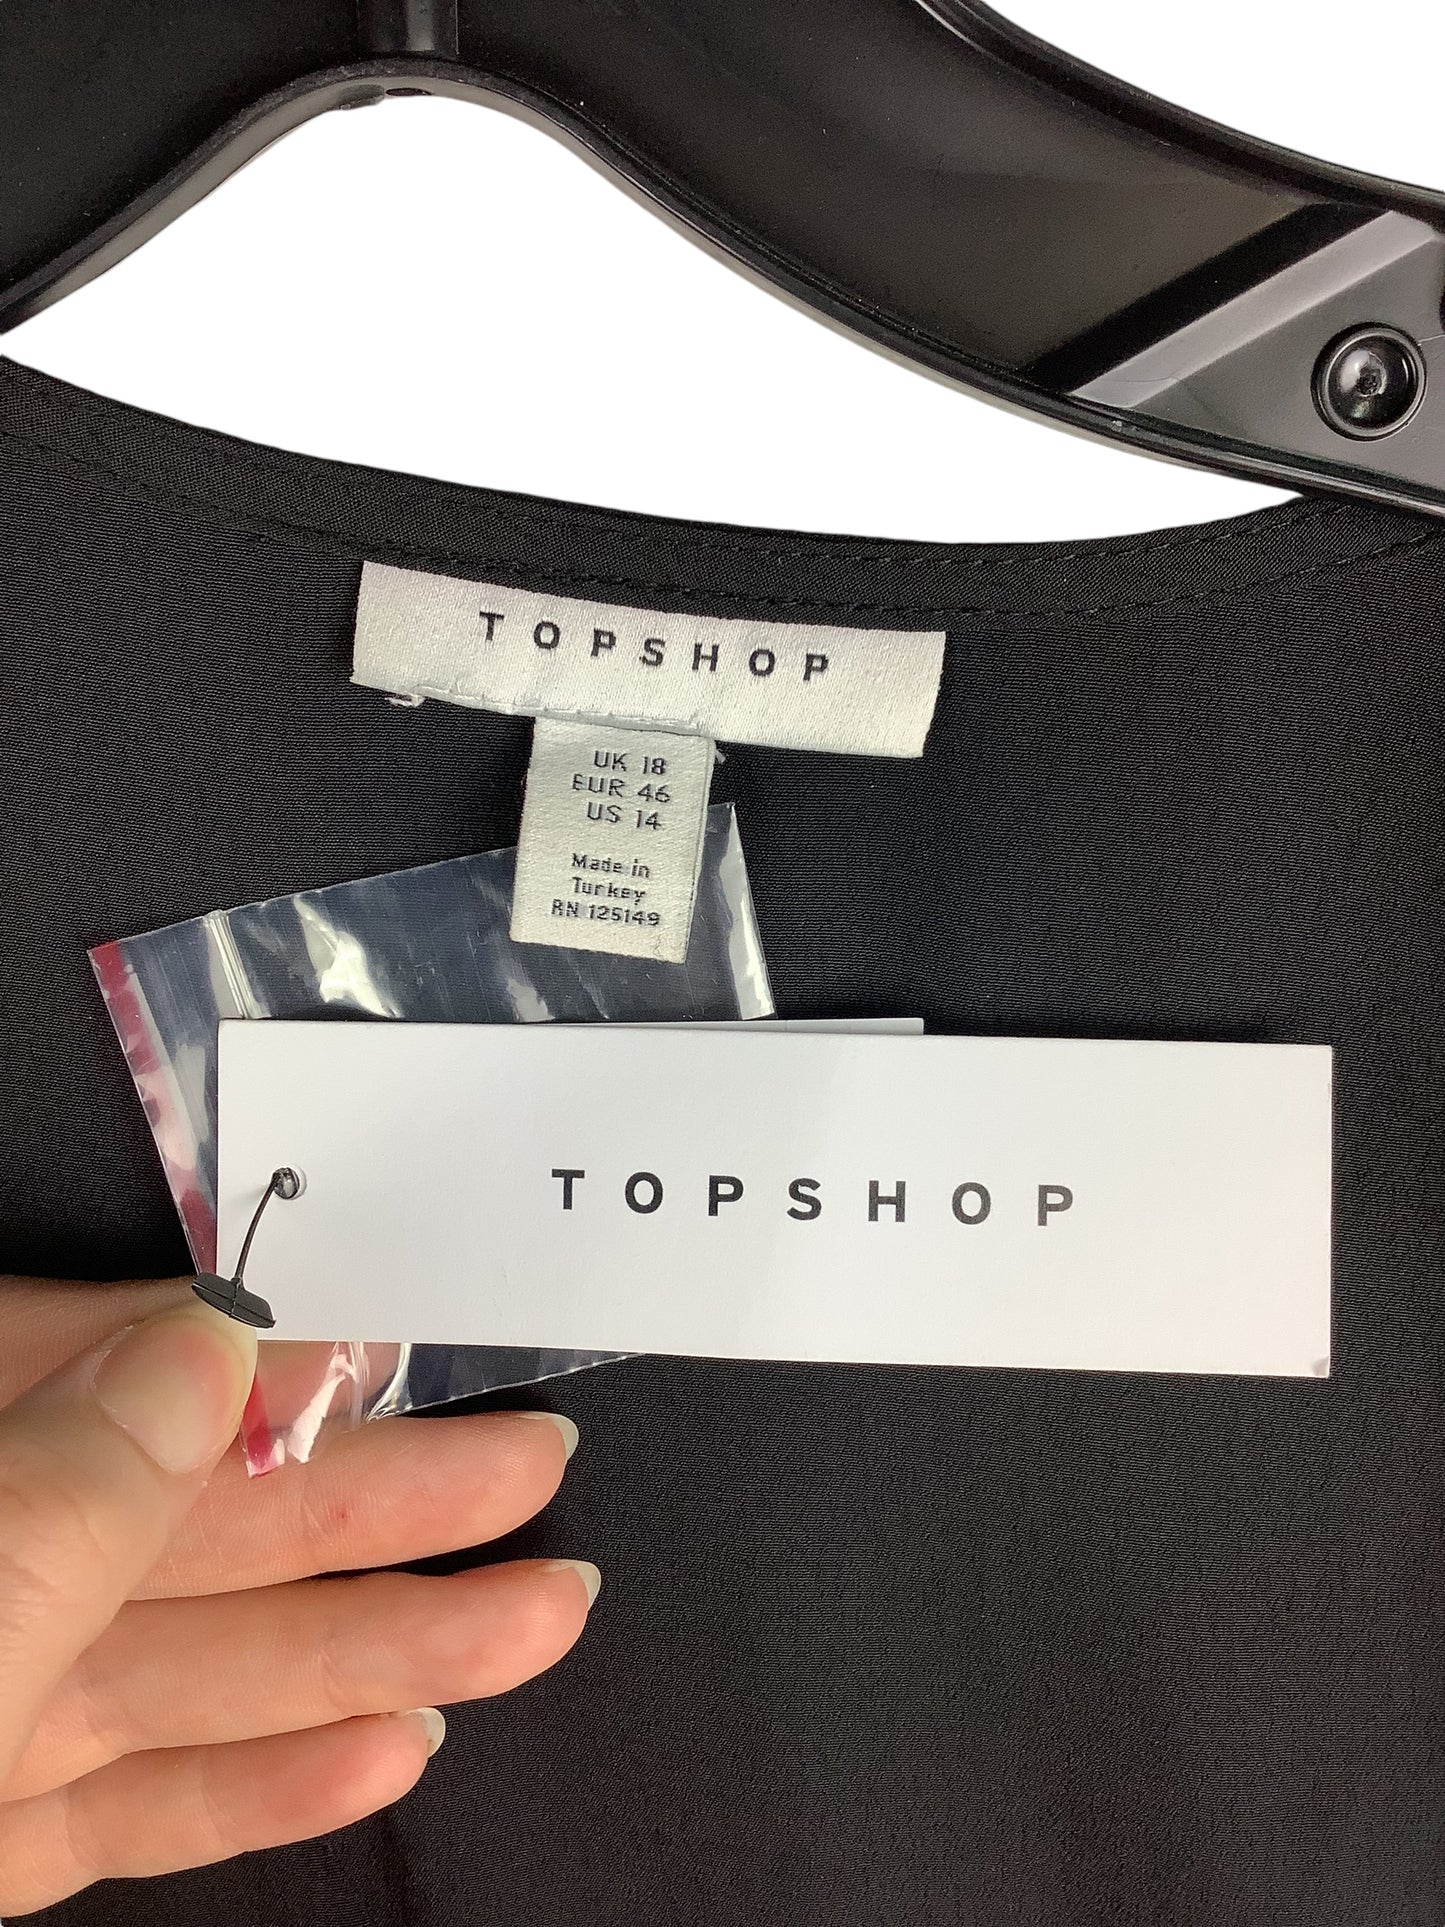 TOPSHOP
UK 18
EUR 46
US 14
Made in
Turkey
RN 125149
TOPSHOP